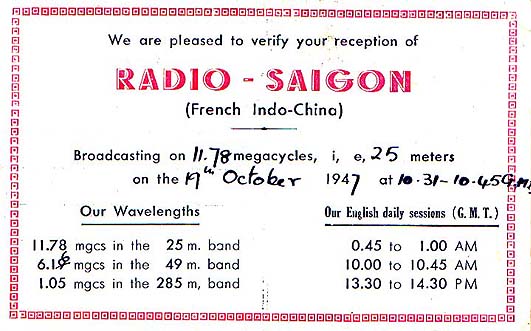 We are pleased to verify your reception of
RADIO - SAIGON
(French Indo-China)
Broadcasting on 11.78 megacycles, i, e, 25 meters
on the 19th October 1947 at 10.31-10.45 G.M.
Our Wavelengths
11.78 mgcs in the 25 m. band
6.16 mgcs in the 49 m. band
1.05 mgcs in the 285 m, band
Our English daily sessions (G. M. T.)
0.45 to 1.00 AM
10.00 to 10.45 AM
13.30 to 14.30 PM